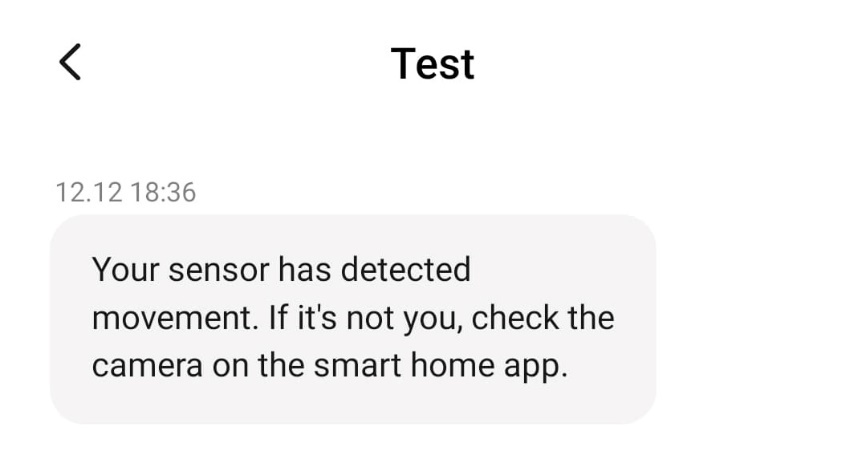 Test
12.12 18:36
Your sensor has detected
movement. If it's not you, check the
camera on the smart home app.